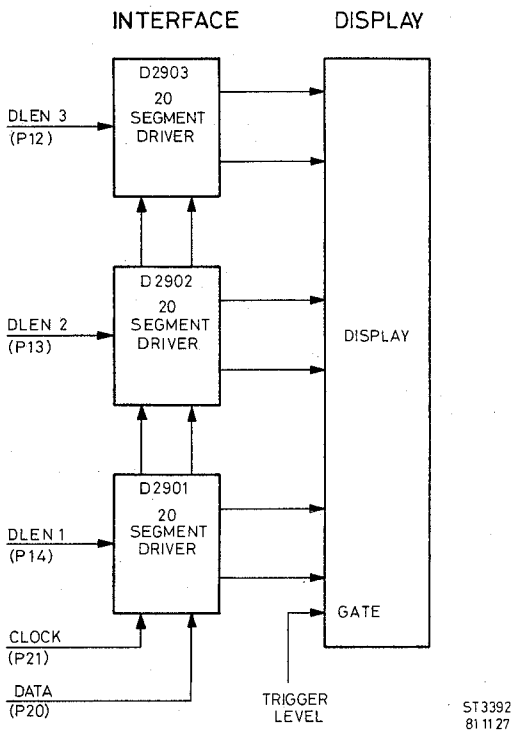 INTERFACE
DISPLAY
D2903
20
SEGMENT
DRIVER
DLEN 3
(P12)
D2902
20
SEGMENT
DRIVER
DLEN 2
(P13)
DISPLAY
D2901
20
SEGMENT
DRIVER
DLEN 1
(P14)
GATE
CLOCK
(P21)
DATA
(P20)
TRIGGER
LEVEL
ST3392
81 11 27